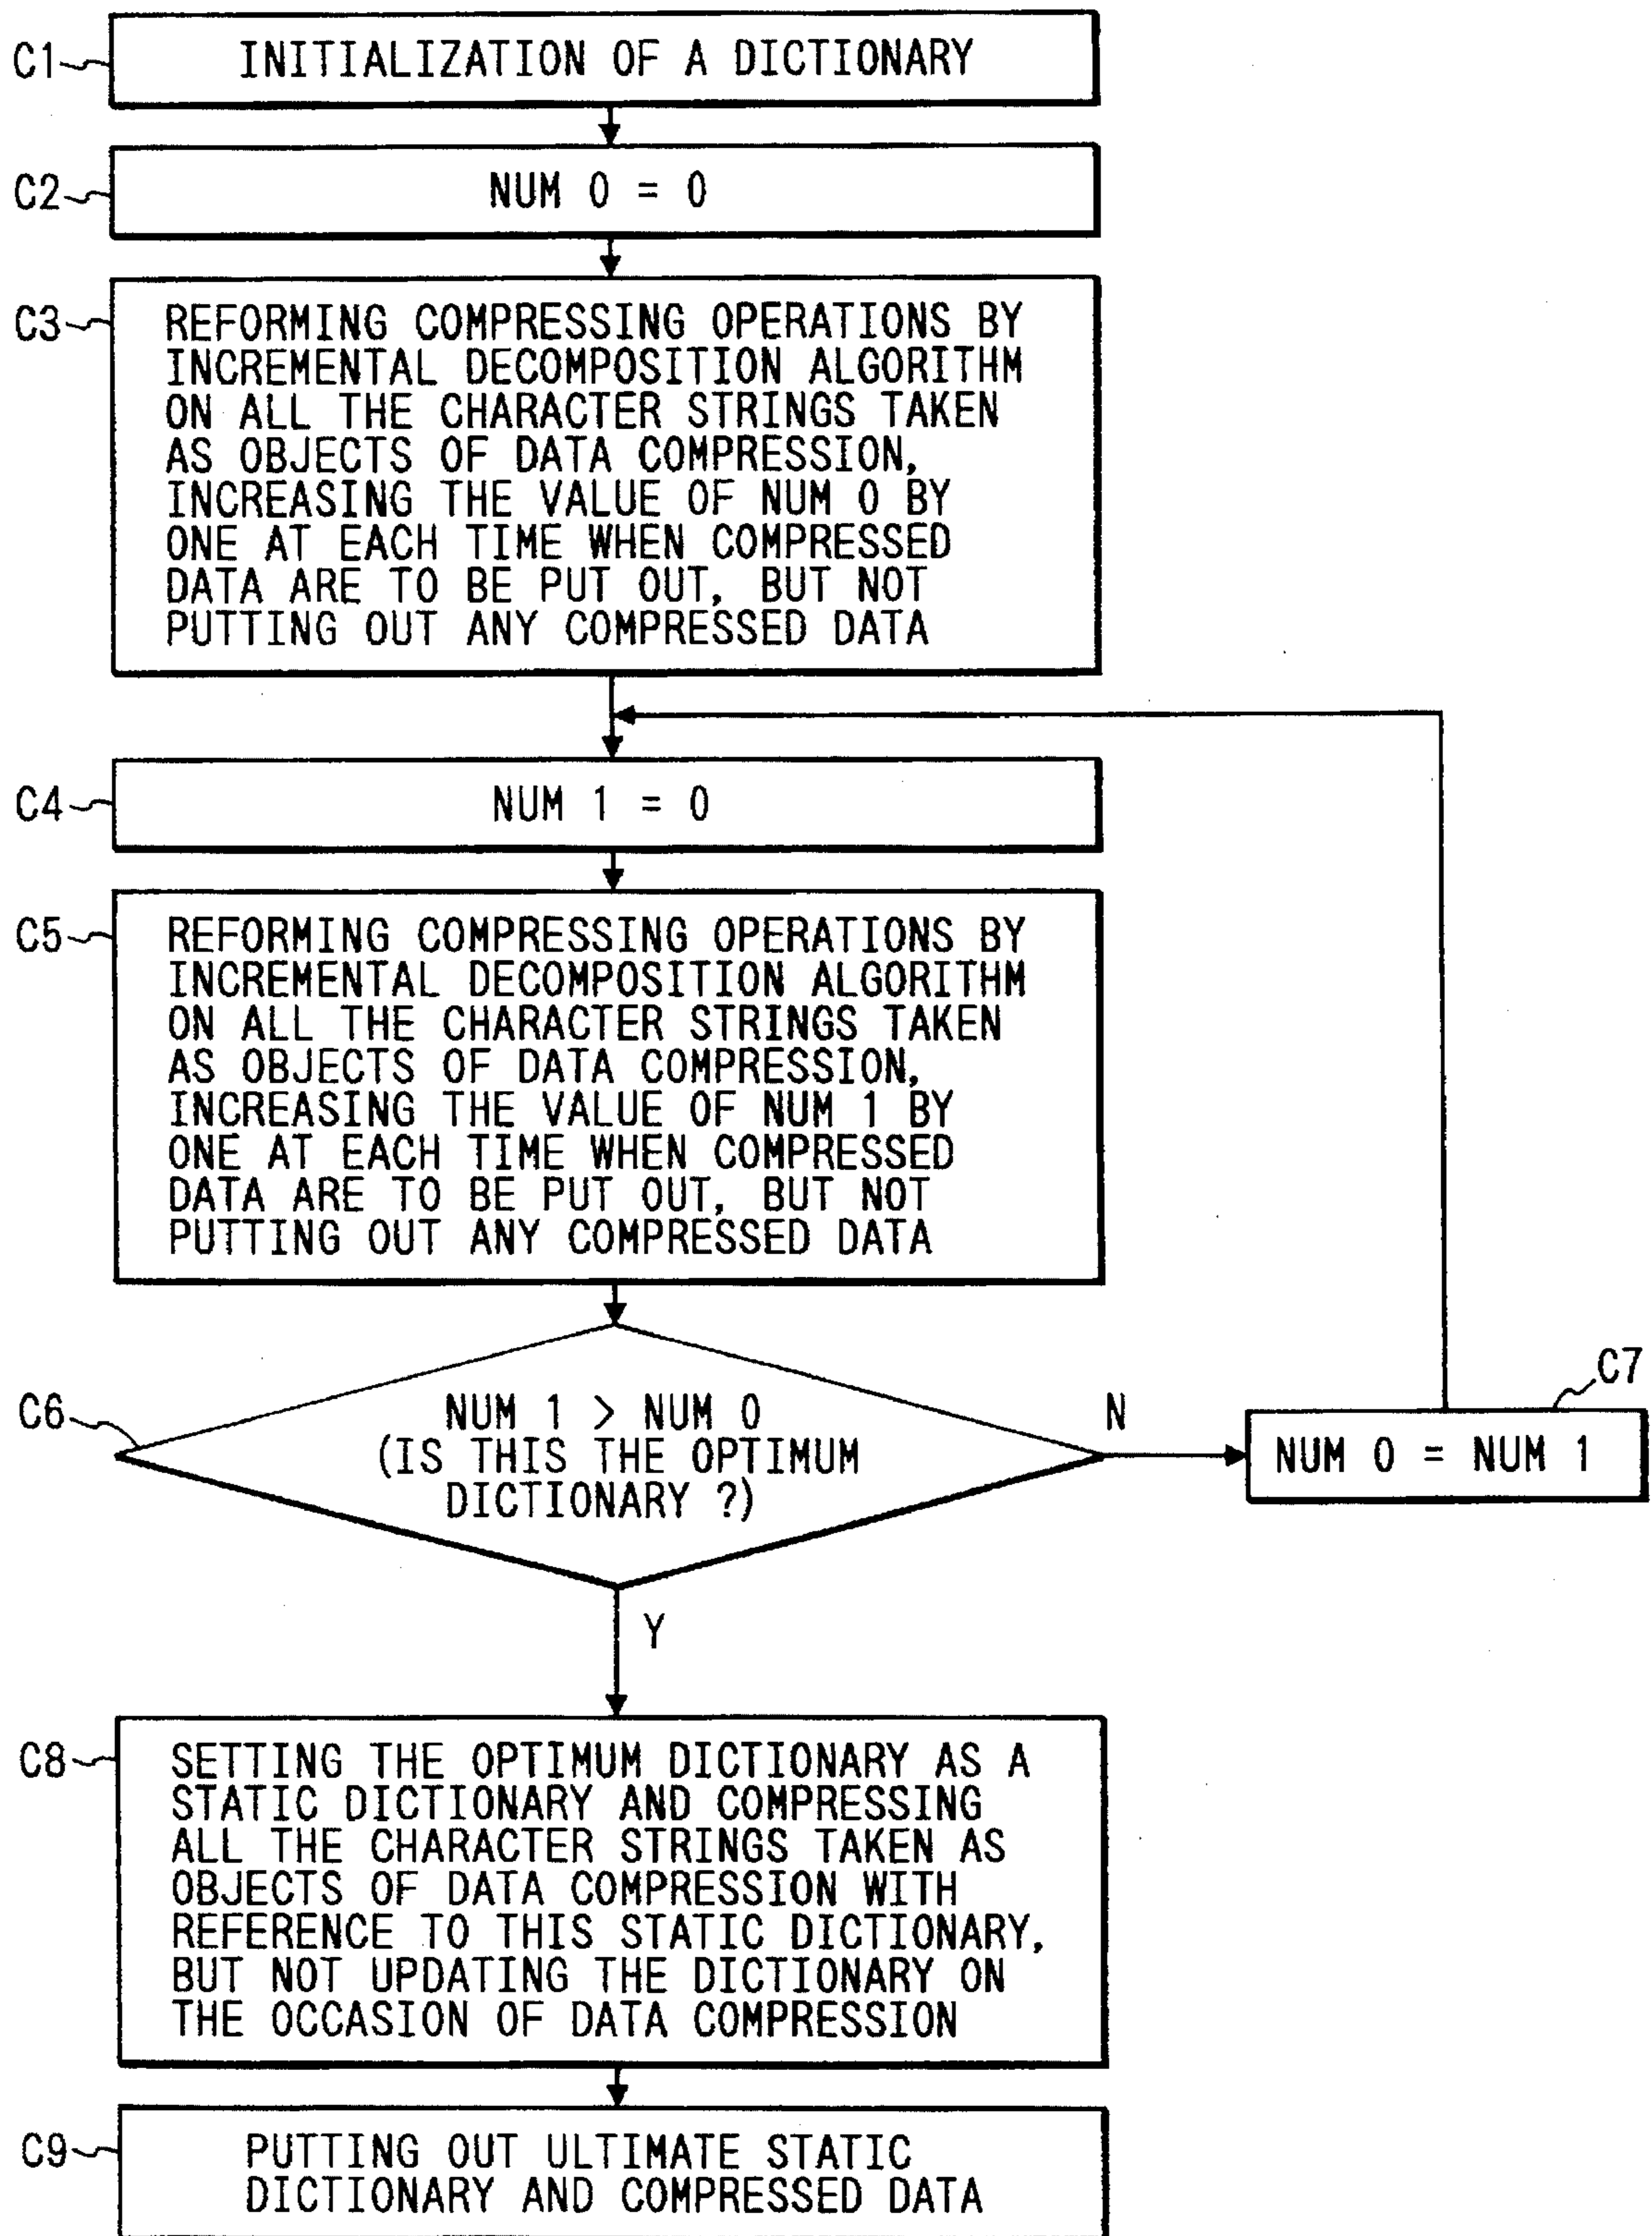 C1
INITIALIZATION OF A DICTIONARY
C2
NUM 0 = 0
C3
REFORMING COMPRESSING OPERATIONS BY
INCREMENTAL DECOMPOSITION ALGORITHM
ON ALL THE CHARACTER STRINGS TAKEN
AS OBJECTS OF DATA COMPRESSION,
INCREASING THE VALUE OF NUM 0 BY
ONE AT EACH TIME WHEN COMPRESSED
DATA ARE TO BE PUT OUT, BUT NOT
PUTTING OUT ANY COMPRESSED DATA
C4
NUM 1 = 0
C5
REFORMING COMPRESSING OPERATIONS BY
INCREMENTAL DECOMPOSITION ALGORITHM
ON ALL THE CHARACTER STRINGS TAKEN
AS OBJECTS OF DATA COMPRESSION,
INCREASING THE VALUE OF NUM 1 BY
ONE AT EACH TIME WHEN COMPRESSED
DATA ARE TO BE PUT OUT, BUT NOT
PUTTING OUT ANY COMPRESSED DATA
C6
NUM 1 > NUM 0
(IS THIS THE OPTIMUM
DICTIONARY ?)
N
C7
NUM 0 = NUM 1
Y
C8
SETTING THE OPTIMUM DICTIONARY AS A
STATIC DICTIONARY AND COMPRESSING
ALL THE CHARACTER STRINGS TAKEN AS
OBJECTS OF DATA COMPRESSION WITH
REFERENCE TO THIS STATIC DICTIONARY,
BUT NOT UPDATING THE DICTIONARY ON
THE OCCASION OF DATA COMPRESSION
C9
PUTTING OUT ULTIMATE STATIC
DICTIONARY AND COMPRESSED DATA